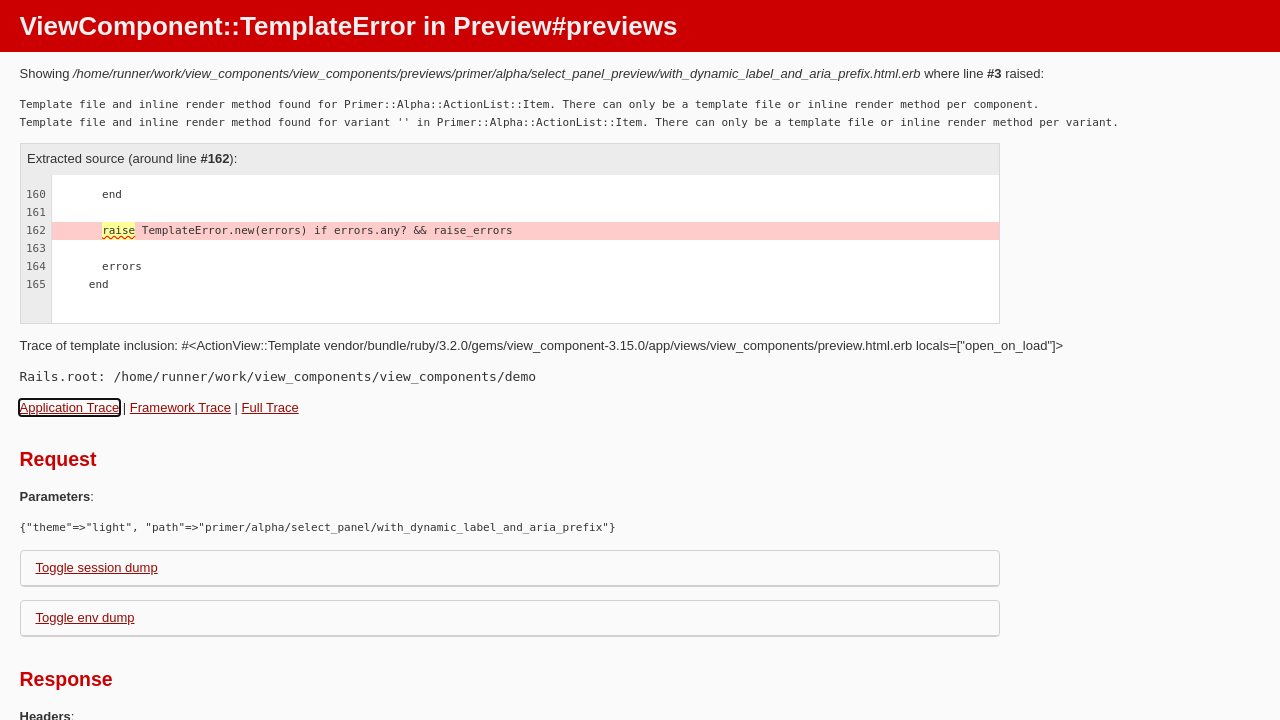 ViewComponent::TemplateError in Preview#previews
Showing /home/runner/work/view_components/view_components/previews/primer/alpha/select_panel_preview/with_dynamic_label_and_aria_prefix.html.erb where line #3 raised:
Template file and inline render method found for Primer::Alpha::ActionList::Item. There can only be a template file or inline render method per component.
Template file and inline render method found for variant '' in Primer::Alpha::ActionList::Item. There can only be a template file or inline render method per variant.
Extracted source (around line #162):
160 end
161
162 raise TemplateError.new(errors) if errors.any? && raise_errors
163
164 errors
165 end
Trace of template inclusion: #<ActionView::Template vendor/bundle/ruby/3.2.0/gems/view_component-3.15.0/app/views/view_components/preview.html.erb locals=["open_on_load"]>
Rails.root: /home/runner/work/view_components/view_components/demo
Application Trace | Framework Trace | Full Trace
Request
Parameters:
{"theme"=>"light", "path"=>"primer/alpha/select_panel/with_dynamic_label_and_aria_prefix"}
Toggle session dump
Toggle env dump
Response
Headers: